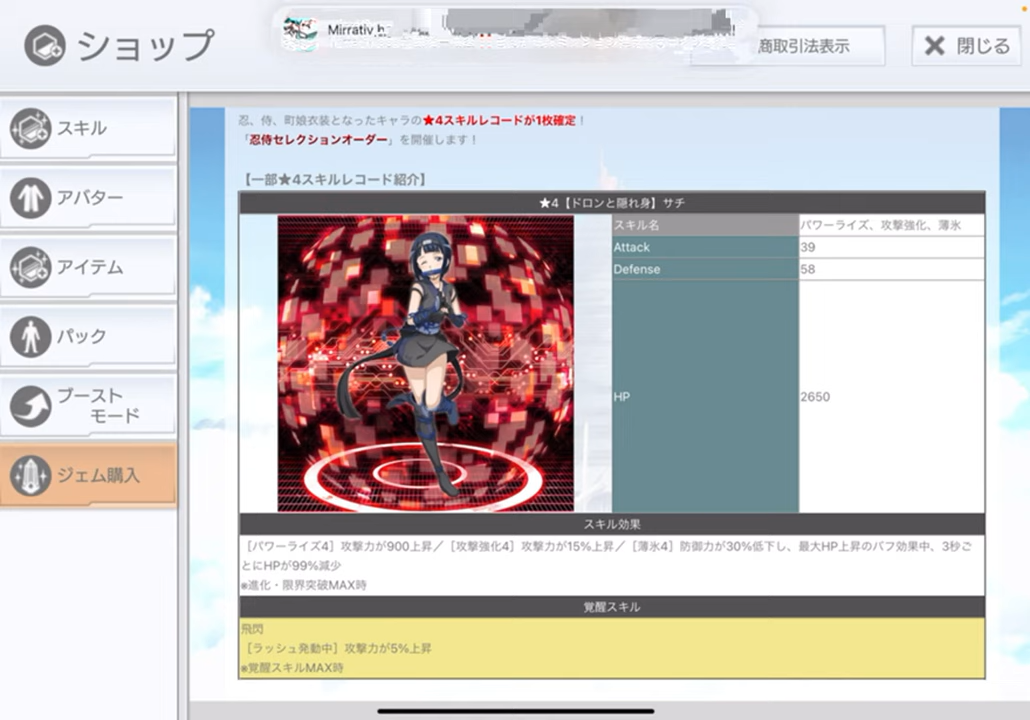 ショップ
Mirrativ
商取引法表示
閉じる
スキル
アバター
アイテム
パック
ブースト
モード
ジェム購入
忍、侍、町娘衣装となったキャラの★4スキルレコードが1枚確定！
「忍侍セレクションオーダー」を開催します！
【一部★4スキルレコード紹介】
★4【ドロンと隠れ身】サチ
スキル名 パワーライズ、攻撃強化、薄氷
Attack 39
Defense 58
HP 2650
スキル効果
［パワーライズ4］攻撃力が900上昇／［攻撃強化4］攻撃力が15%上昇／［薄氷4］防御力が30%低下し、最大HP上昇のバフ効果中、3秒ご
とにHPが99%減少
※進化・限界突破MAX時
覚醒スキル
飛閃
［ラッシュ発動中］攻撃力が5%上昇
※覚醒スキルMAX時